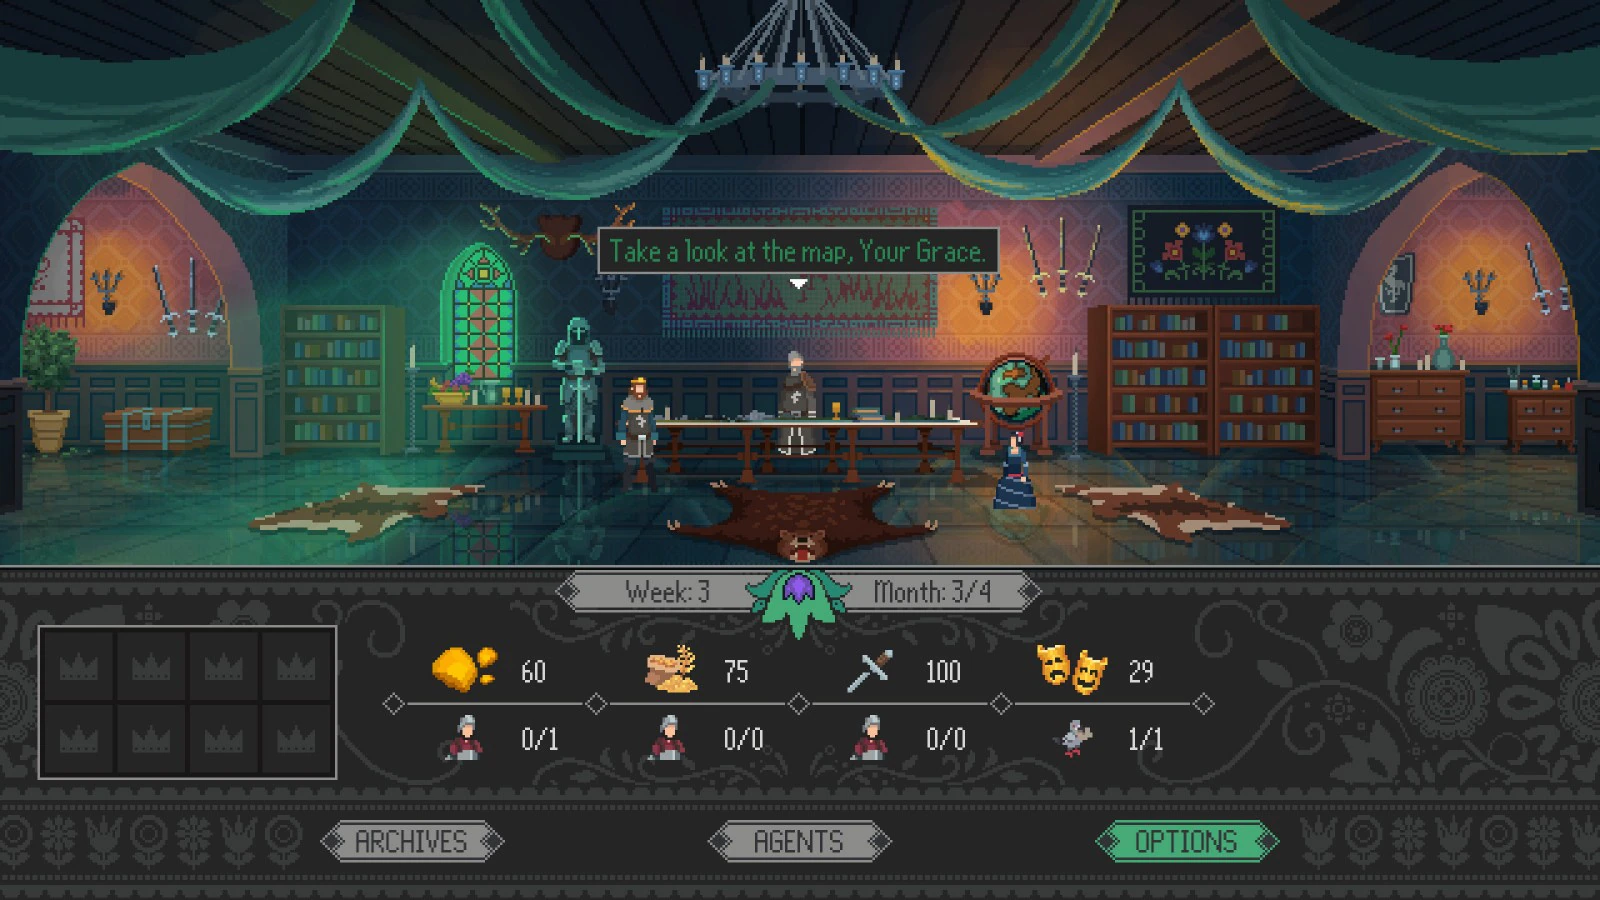 Take a look at the map, Your Grace.
Week: 3
Month: 3/4
60
75
100
29
0/1
0/0
0/0
1/1
ARCHIVES
AGENTS
OPTIONS